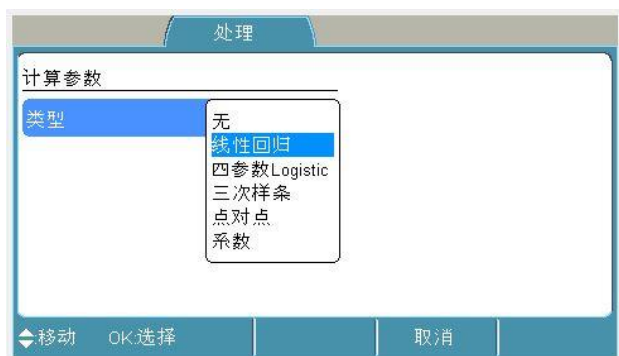 处理
计算参数
类型
无
线性回归
四参数Logistic
三次样条
点对点
系数
移动 OK:选择 取消